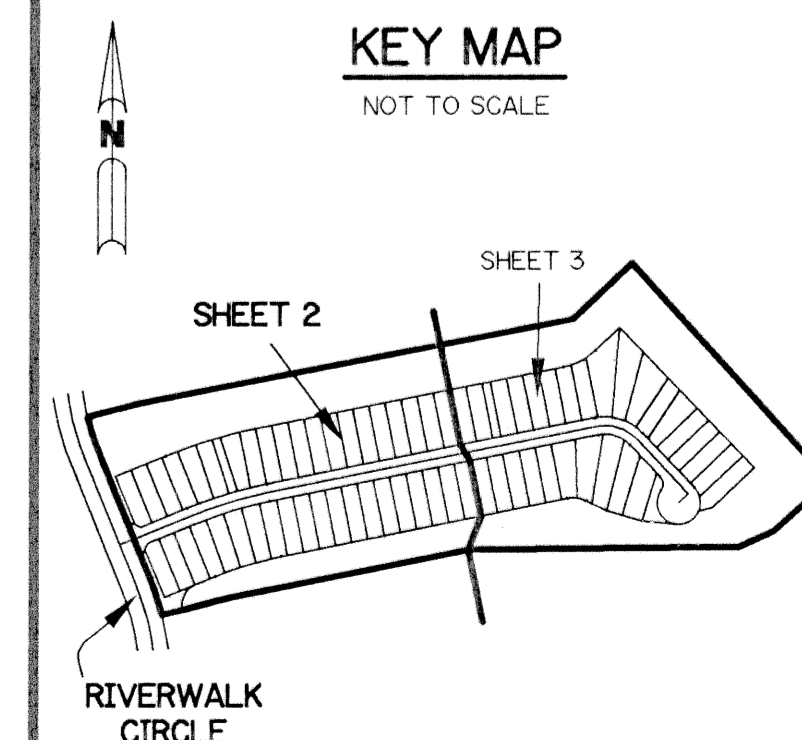 KEY MAP
NOT TO SCALE
N
SHEET 3
SHEET 2
RIVERWALK
CIRCLE